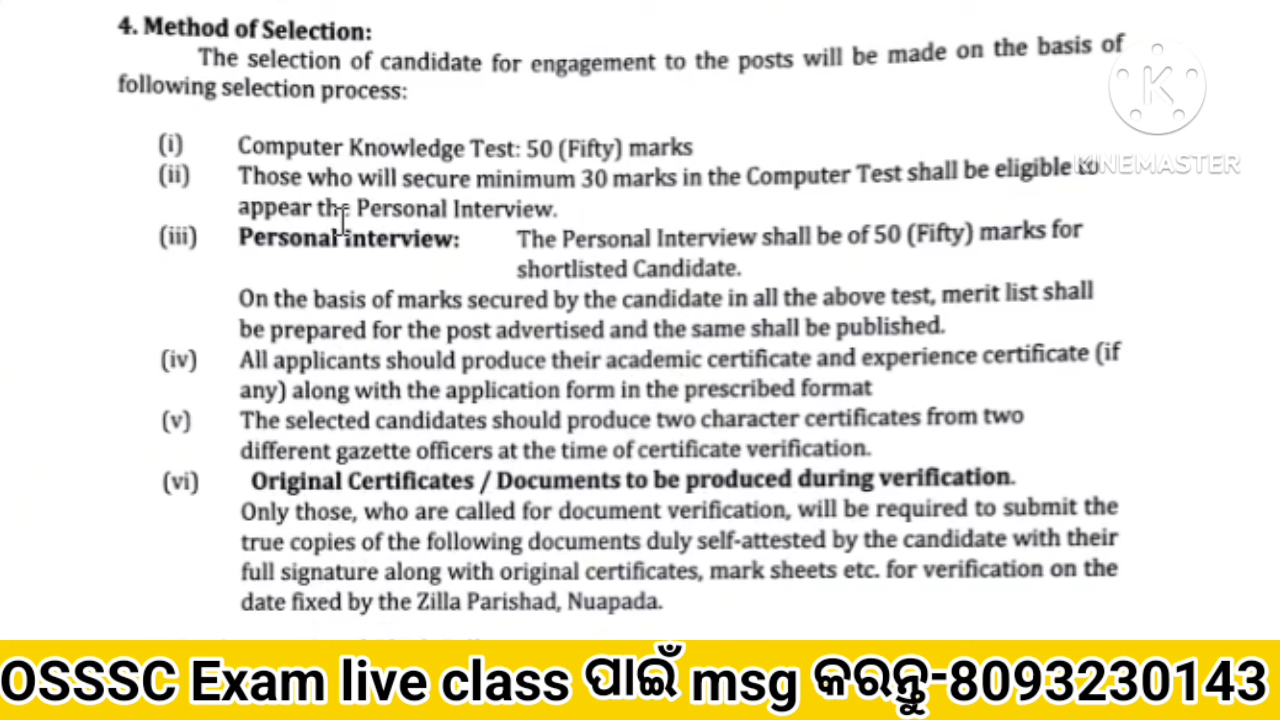 4. Method of Selection:
The selection of candidate for engagement to the posts will be made on the basis of
following selection process:
(i) Computer Knowledge Test: 50 (Fifty) marks
(ii) Those who will secure minimum 30 marks in the Computer Test shall be eligible to
appear the Personal Interview.
(iii) Personal interview: The Personal Interview shall be of 50 (Fifty) marks for
shortlisted Candidate.
On the basis of marks secured by the candidate in all the above test, merit list shall
be prepared for the post advertised and the same shall be published.
(iv) All applicants should produce their academic certificate and experience certificate (if
any) along with the application form in the prescribed format
(v) The selected candidates should produce two character certificates from two
different gazette officers at the time of certificate verification.
(vi) Original Certificates / Documents to be produced during verification.
Only those, who are called for document verification, will be required to submit the
true copies of the following documents duly self-attested by the candidate with their
full signature along with original certificates, mark sheets etc. for verification on the
date fixed by the Zilla Parishad, Nuapada.
K
KINEMASTER
OSSSC Exam live class ପାଇଁ msg କରନ୍ତୁ-8093230143